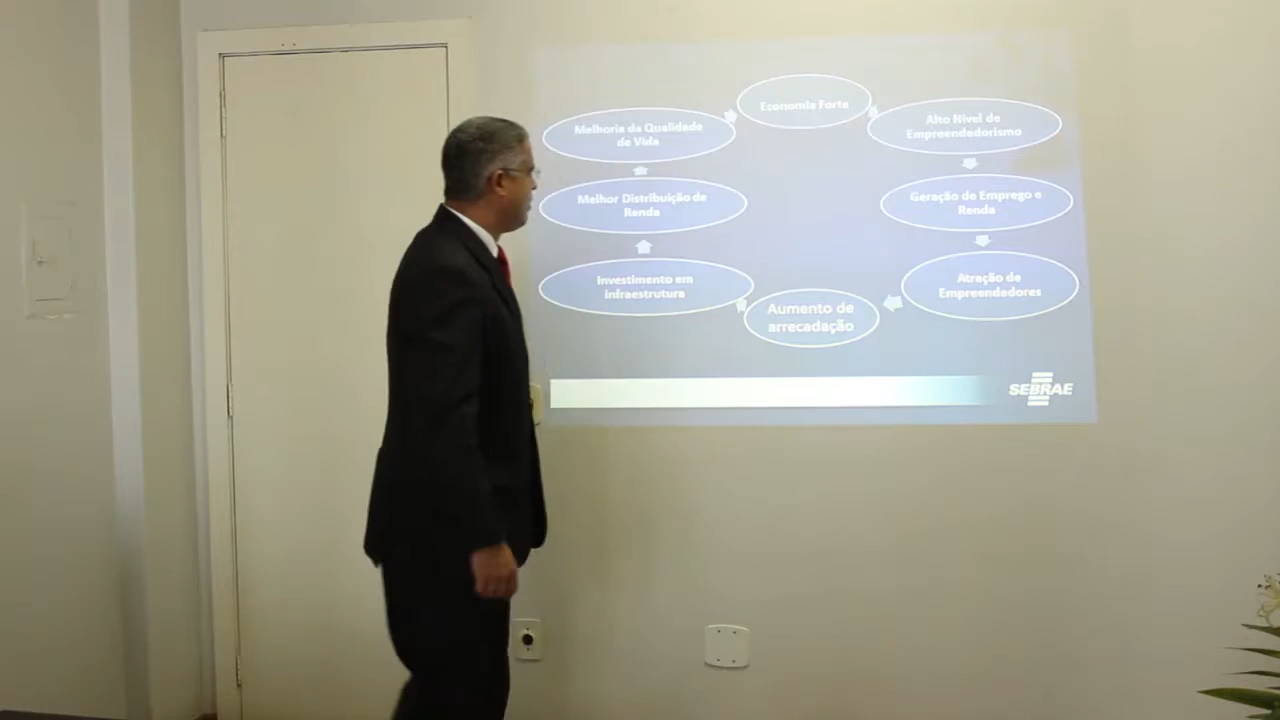 Economia Forte
Alto Nível de
Empreendedorismo
Geração de Emprego e
Renda
Atração de
Empreendedores
Aumento de
arrecadação
Investimento em
infraestrutura
Melhor Distribuição de
Renda
Melhoria da Qualidade
de Vida
SEBRAE